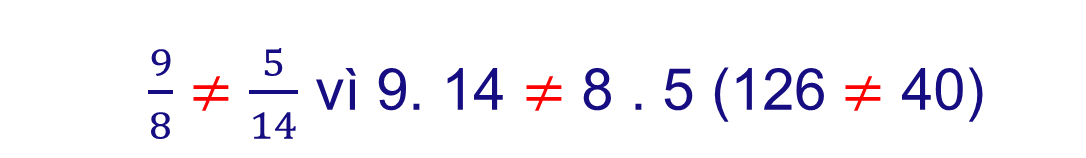 9/8 ≠ 5/14 vì 9. 14 ≠ 8 . 5 (126 ≠ 40)